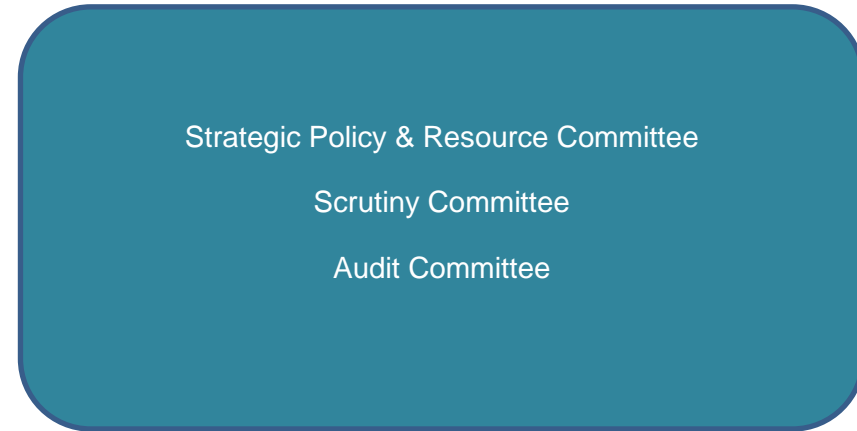 Strategic Policy & Resource Committee
Scrutiny Committee
Audit Committee